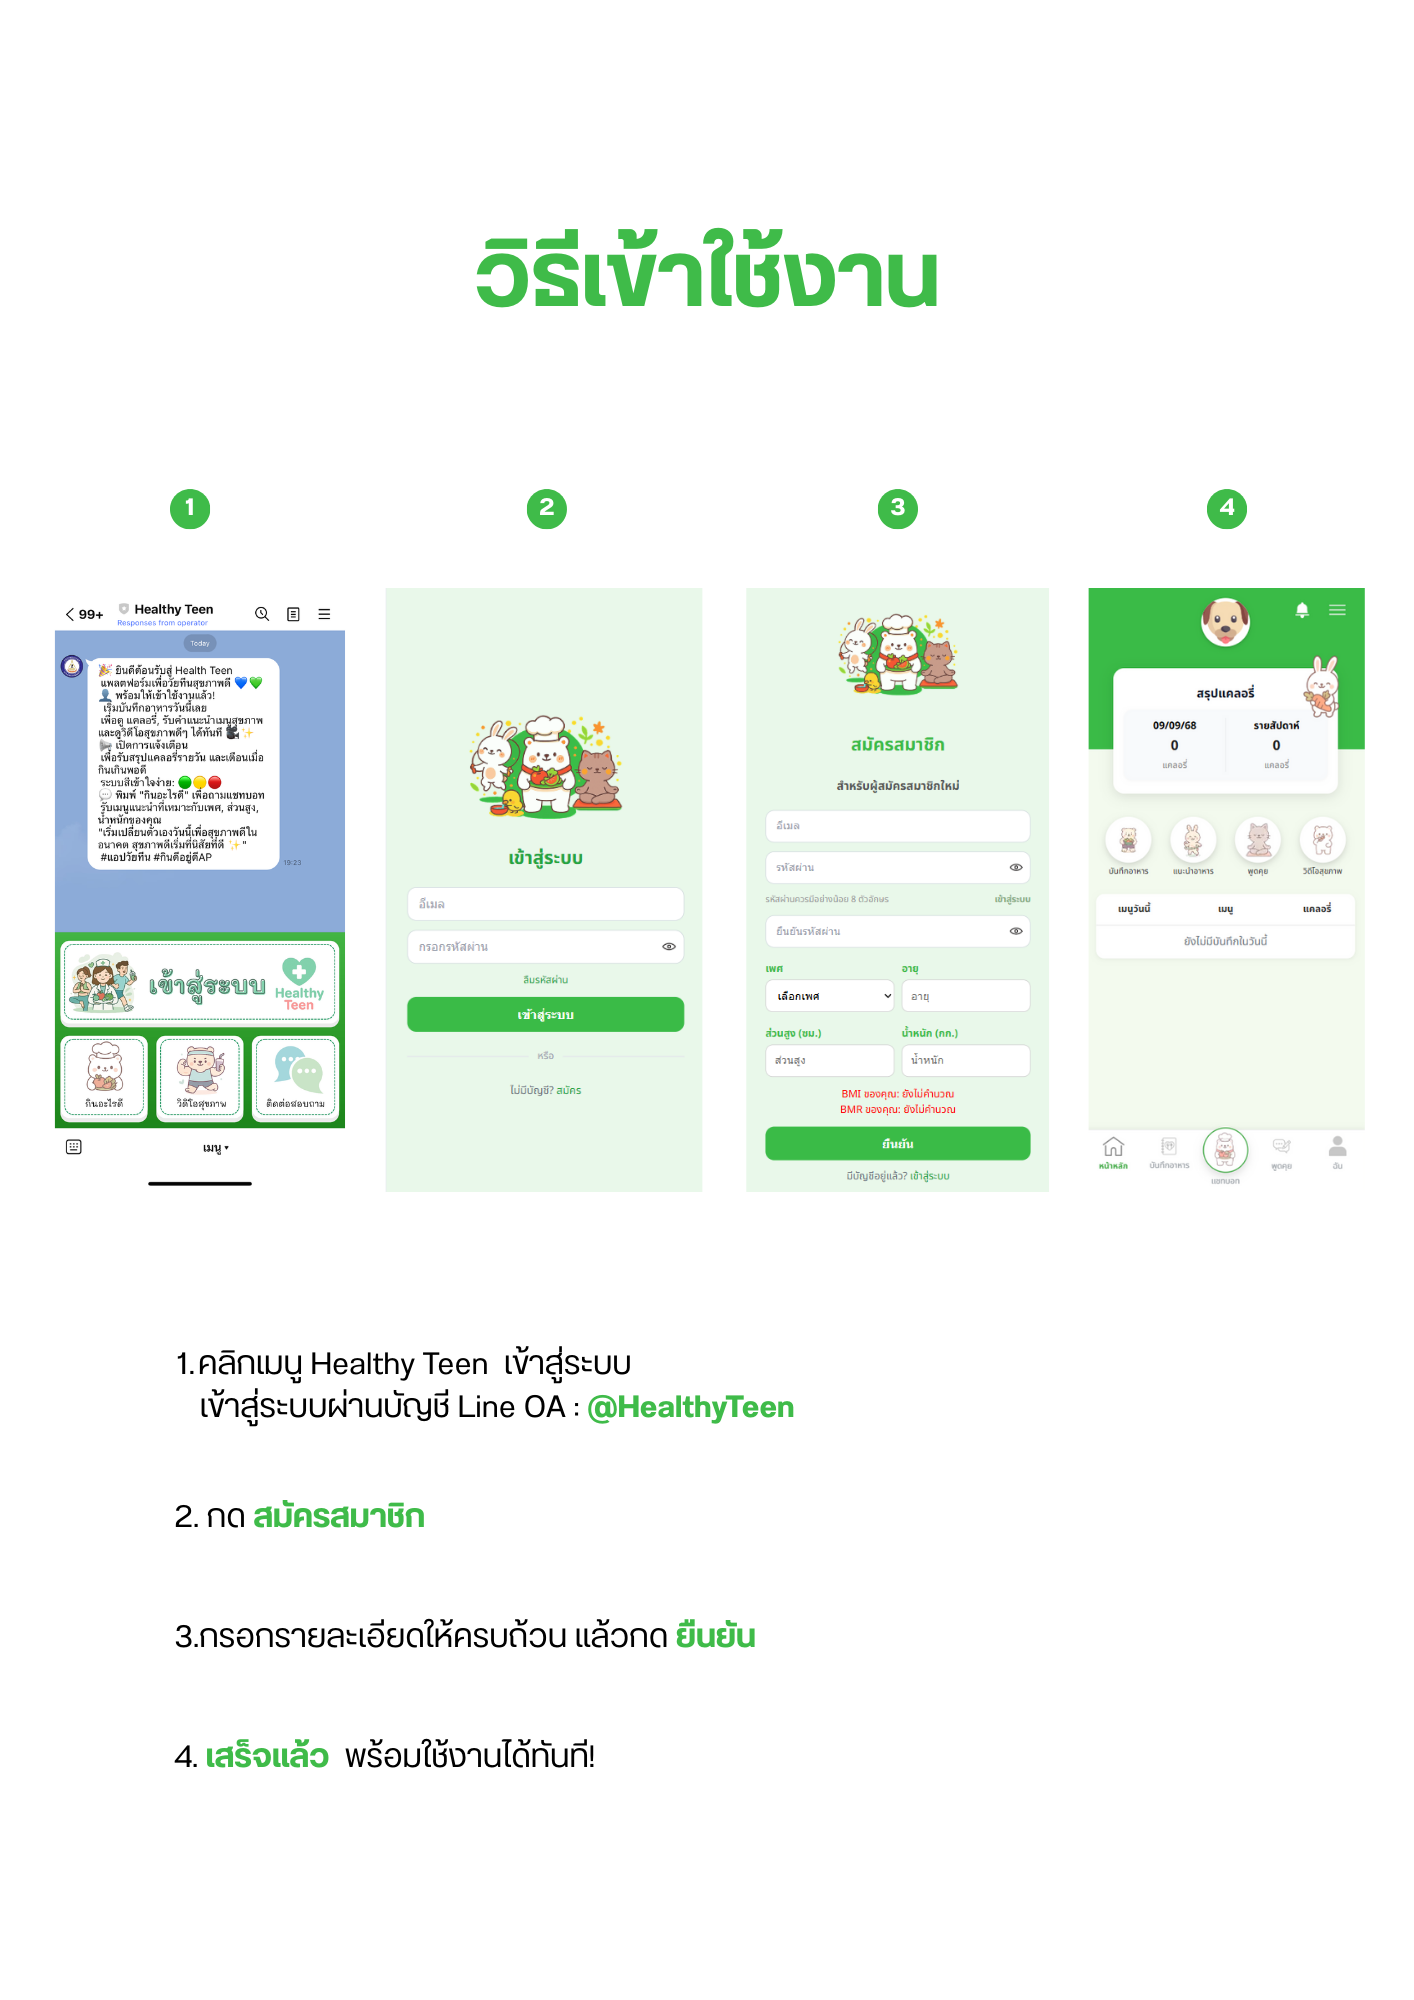 วิธีเข้าใช้งาน
1
2
3
4
99+
Healthy Teen
Responses from operator
Today
🎉 ยินดีต้อนรับสู่ Health Teen
แพลตฟอร์มเพื่อวัยทีนสุขภาพดี 💙💚
👤 พร้อมให้เข้าใช้งานแล้ว!
เริ่มบันทึกอาหารวันนี้เลย
เพื่อดู แคลอรี่, รับคำแนะนำเมนูสุขภาพ
และดูวิดีโอสุขภาพดีๆ ได้ทันที 🎥✨
📢 เปิดการแจ้งเตือน
เพื่อรับสรุปแคลอรี่รายวัน และเตือนเมื่อ
กินเกินพอดี
ระบบสีเข้าใจง่าย: 🟢🟡🔴
💬 พิมพ์ "กินอะไรดี" เพื่อถามแชทบอท
รับเมนูแนะนำที่เหมาะกับเพศ, ส่วนสูง,
น้ำหนักของคุณ
"เริ่มเปลี่ยนตัวเองวันนี้เพื่อสุขภาพดีใน
อนาคต สุขภาพดีเริ่มที่นิสัยที่ดี ✨"
#แอปวัยทีน #กินดีอยู่ดีAP
19:23
เข้าสู่ระบบ
Healthy
Teen
กินอะไรดี
วิดีโอสุขภาพ
ติดต่อสอบถาม
เมนู
เข้าสู่ระบบ
อีเมล
กรอกรหัสผ่าน
ลืมรหัสผ่าน
เข้าสู่ระบบ
หรือ
ไม่มีบัญชี? สมัคร
สมัครสมาชิก
สำหรับผู้สมัครสมาชิกใหม่
อีเมล
รหัสผ่าน
รหัสผ่านควรมีอย่างน้อย 8 ตัวอักษร
เข้าสู่ระบบ
ยืนยันรหัสผ่าน
เพศ
อายุ
เลือกเพศ
อายุ
ส่วนสูง (ซม.)
น้ำหนัก (กก.)
ส่วนสูง
น้ำหนัก
BMI ของคุณ: ยังไม่คำนวณ
BMR ของคุณ: ยังไม่คำนวณ
ยืนยัน
มีบัญชีอยู่แล้ว? เข้าสู่ระบบ
สรุปแคลอรี่
09/09/68
รายสัปดาห์
0
0
แคลอรี่
แคลอรี่
บันทึกอาหาร
แนะนำอาหาร
พูดคุย
วิดีโอสุขภาพ
เมนูวันนี้
เมนู
แคลอรี่
ยังไม่มีบันทึกในวันนี้
หน้าหลัก
บันทึกอาหาร
แชทบอท
พูดคุย
ฉัน
1.คลิกเมนู Healthy Teen เข้าสู่ระบบ
เข้าสู่ระบบผ่านบัญชี Line OA : @HealthyTeen
2. กด สมัครสมาชิก
3.กรอกรายละเอียดให้ครบถ้วน แล้วกด ยืนยัน
4. เสร็จแล้ว พร้อมใช้งานได้ทันที!